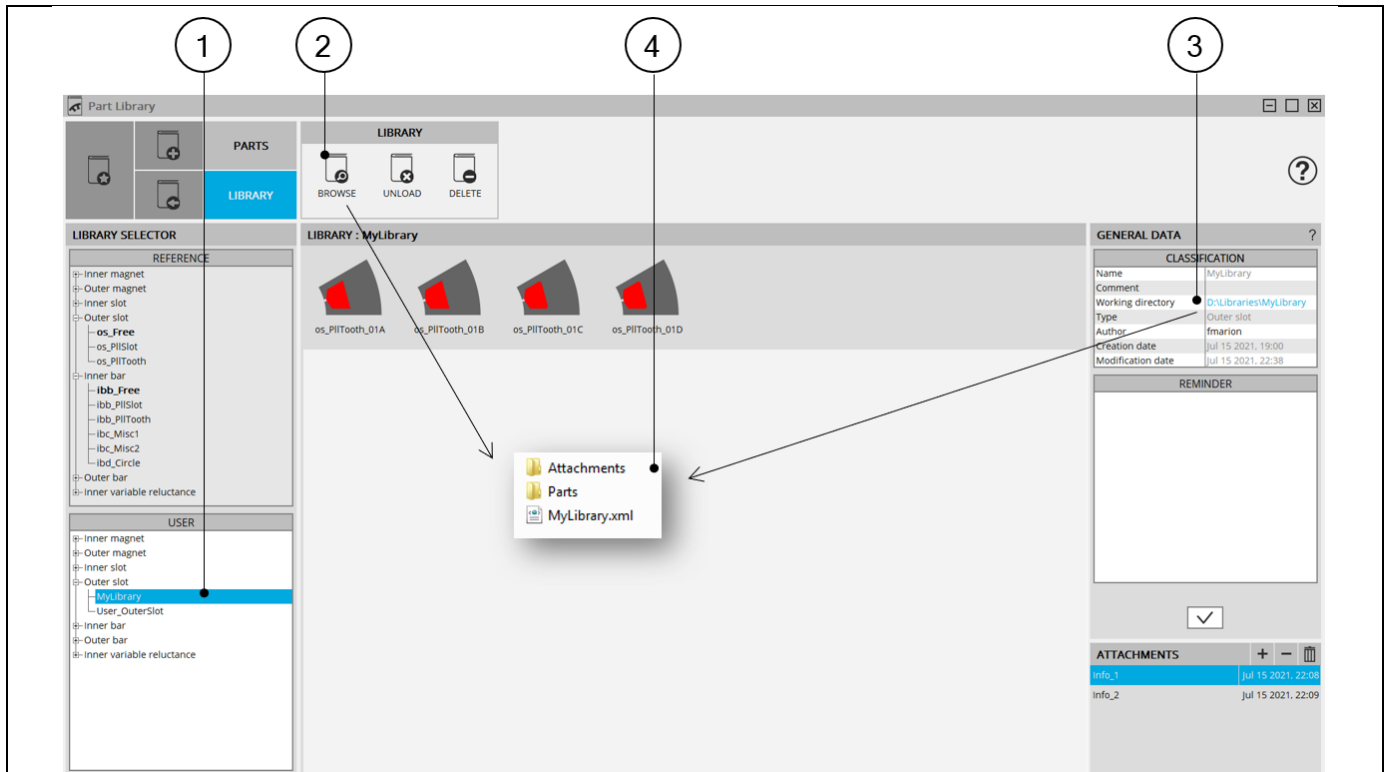 1
2
4
3
Part Library
PARTS
LIBRARY
LIBRARY
BROWSE
UNLOAD
DELETE
?
LIBRARY SELECTOR
REFERENCE
Inner magnet
Outer magnet
Inner slot
Outer slot
os_Free
os_PllSlot
os_PllTooth
Inner bar
ibb_Free
ibb_PllSlot
ibb_PllTooth
ibc_Misc1
ibc_Misc2
ibd_Circle
Outer bar
Inner variable reluctance
USER
Inner magnet
Outer magnet
Inner slot
Outer slot
MyLibrary
User_OuterSlot
Inner bar
Outer bar
Inner variable reluctance
LIBRARY : MyLibrary
os_PllTooth_01A
os_PllTooth_01B
os_PllTooth_01C
os_PllTooth_01D
Attachments
Parts
MyLibrary.xml
GENERAL DATA ?
CLASSIFICATION
Name MyLibrary
Comment
Working directory D:\Libraries\MyLibrary
Type Outer slot
Author fmarion
Creation date Jul 15 2021, 19:00
Modification date Jul 15 2021, 22:38
REMINDER
ATTACHMENTS
Info_1 Jul 15 2021, 22:08
Info_2 Jul 15 2021, 22:09